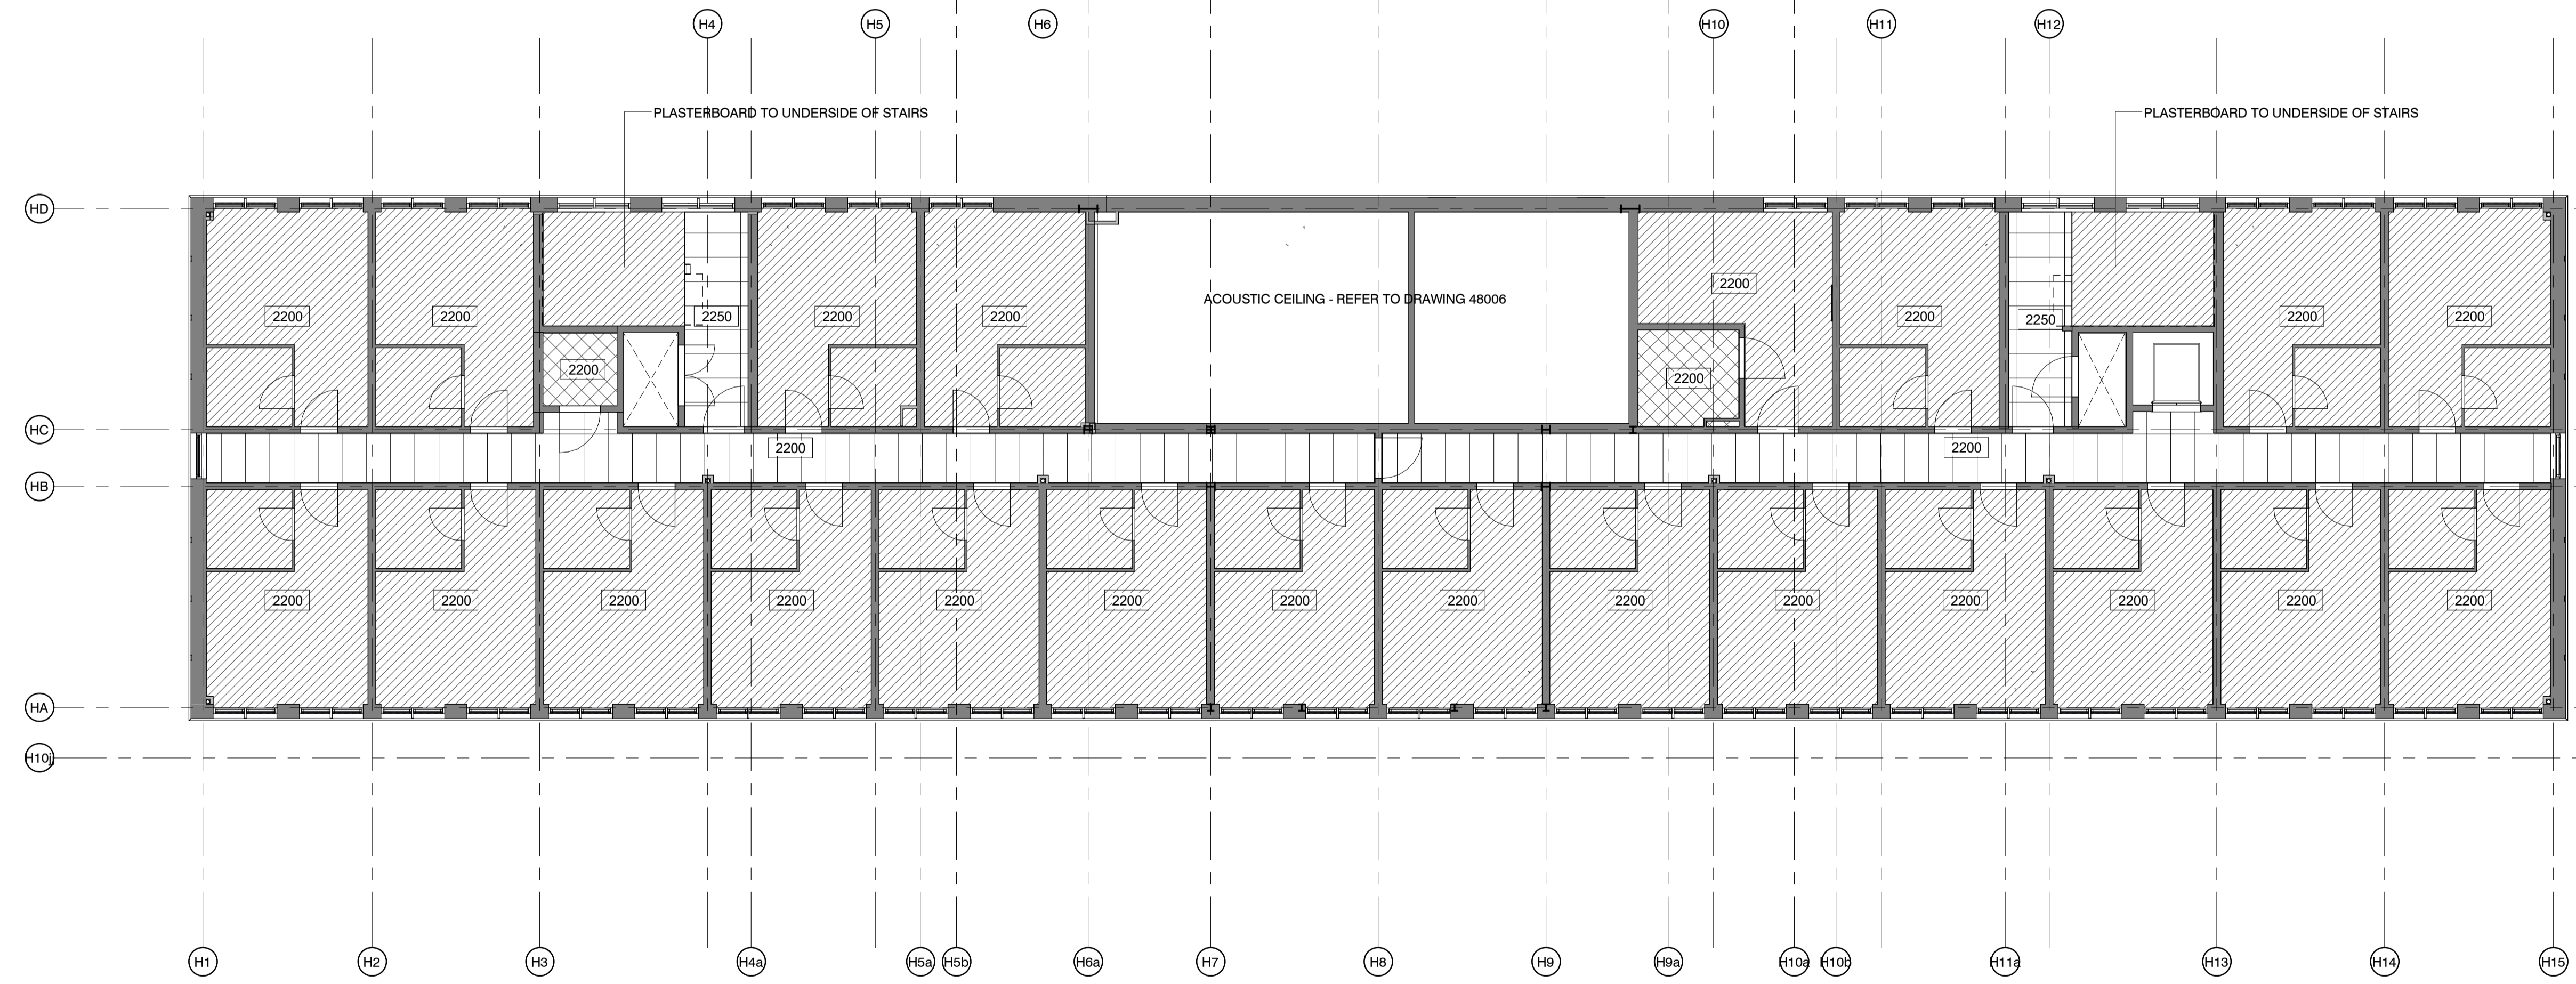 H4
H5
H6
H10
H11
H12
PLASTERBOARD TO UNDERSIDE OF STAIRS
PLASTERBOARD TO UNDERSIDE OF STAIRS
HD
2200
ACOUSTIC CEILING - REFER TO DRAWING 48006
2200
2200
2250
2200
2200
2200
2250
2200
2200
2200
2200
HC
2200
2200
HB
2200
2200
2200
2200
2200
2200
2200
2200
2200
2200
2200
2200
2200
2200
HA
H10j
H1
H2
H3
H4a
H5a
H5b
H6a
H7
H8
H9
H9a
H10a
H10b
H11a
H13
H14
H15